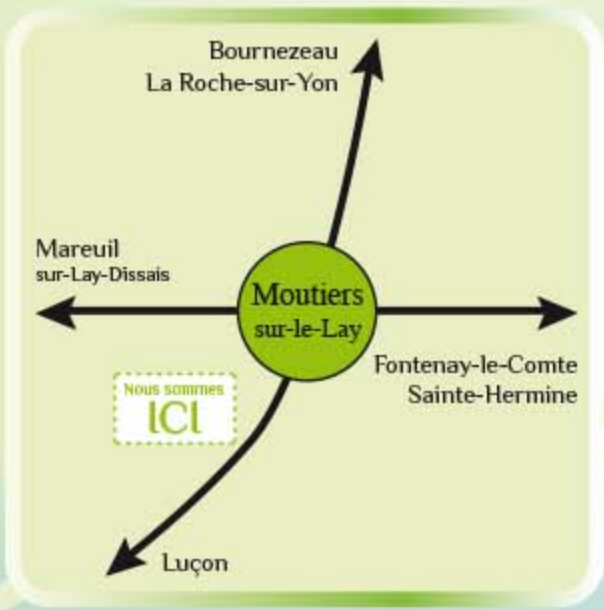 Bournezeau
La Roche-sur-Yon
Mareuil
sur-Lay-Dissais
Moutiers
sur-le-Lay
Fontenay-le-Comte
Sainte-Hermine
Nous sommes
ICI
Luçon